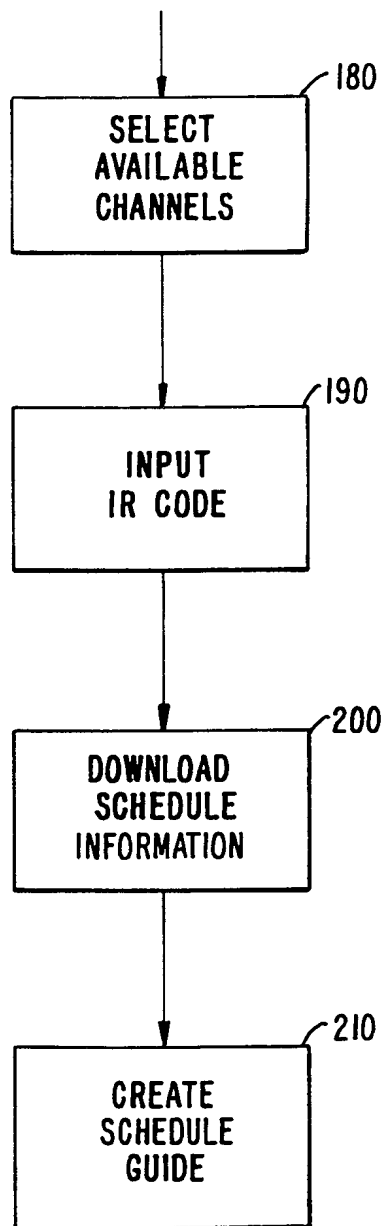 180
SELECT
AVAILABLE
CHANNELS
190
INPUT
IR CODE
200
DOWNLOAD
SCHEDULE
INFORMATION
210
CREATE
SCHEDULE
GUIDE